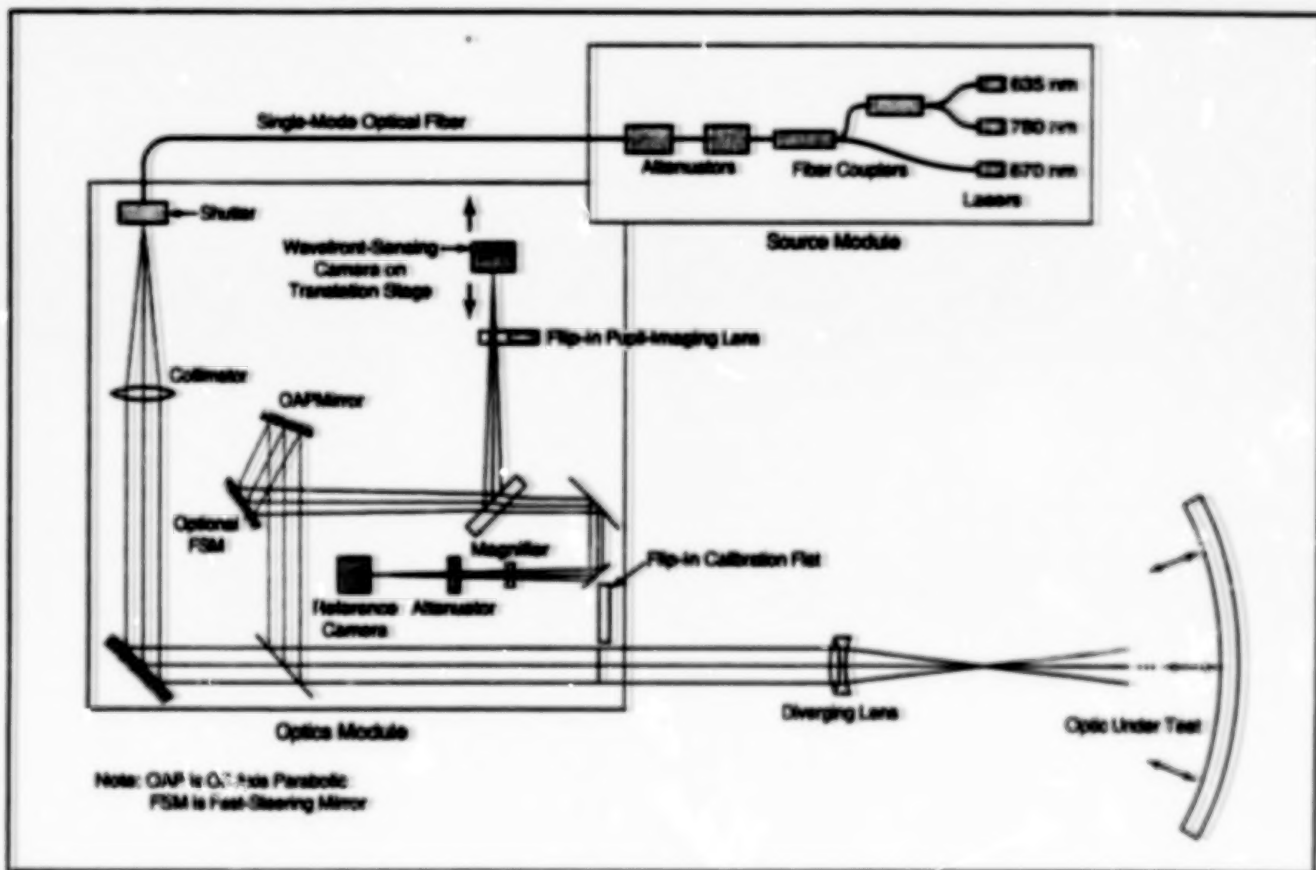 635 nm
780 nm
670 nm
Lasers
Single-Mode Optical Fiber
Attenuators
Fiber Couplers
Source Module
Shutter
Wavefront-Sensing
Camera on
Translation Stage
Flip-in Pupil-Imaging Lens
Collimator
OAPMirror
Optional
FSM
Magnifier
Flip-In Calibration Flat
Reference
Camera
Attenuator
Diverging Lens
Optic Under Test
Optics Module
Note: OAP is Off-Axis Parabolic
FSM is Fast-Steering Mirror